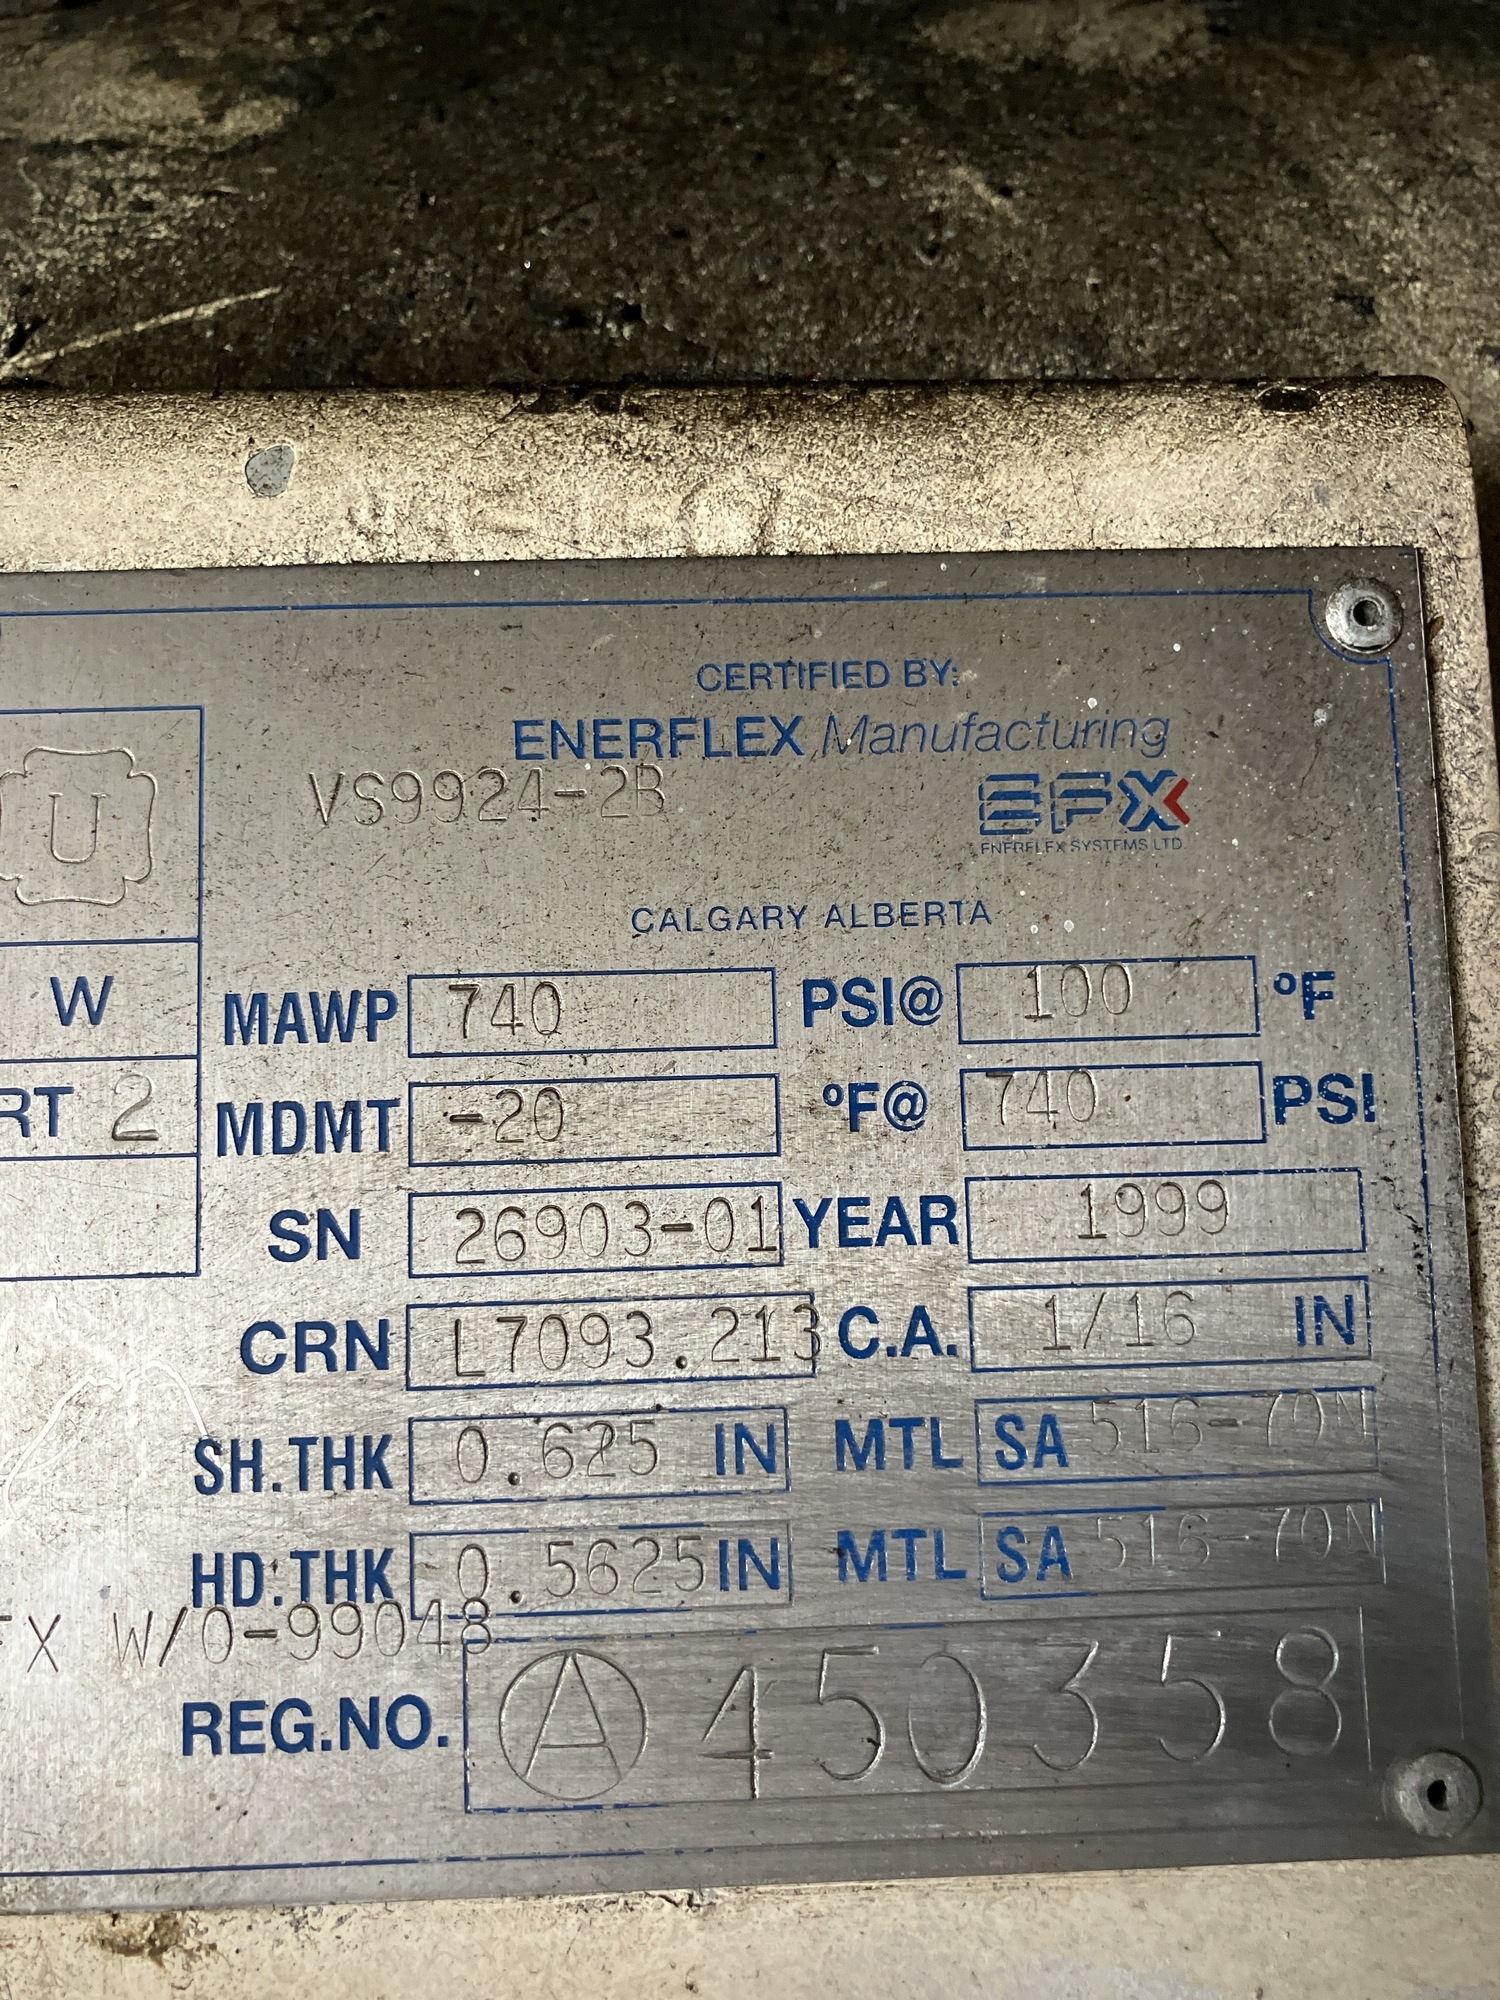 CERTIFIED BY:
ENERFLEX Manufacturing
VS9924-2B
EFX
ENERFLEX SYSTEMS LTD.
U
CALGARY ALBERTA
W
MAWP 740 PSI@ 100 °F
RT 2
MDMT -20 °F@ 740 PSI
SN 26903-01 YEAR 1999
CRN L7093.213 C.A. 1/16 IN
SH.THK 0.625 IN MTL SA 516-70N
HD.THK 0.5625 IN MTL SA 516-70N
FX W/O-99048
REG.NO. A 450358